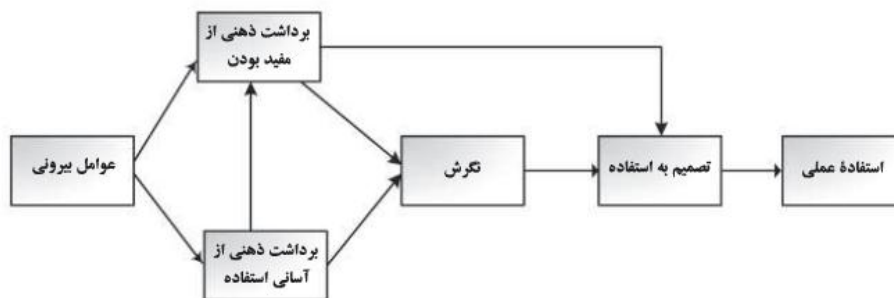 برداشت ذهنی از
مفید بودن
عوامل بیرونی
نگرش
تصمیم به استفاده
استفادهٔ عملی
برداشت ذهنی از
آسانی استفاده